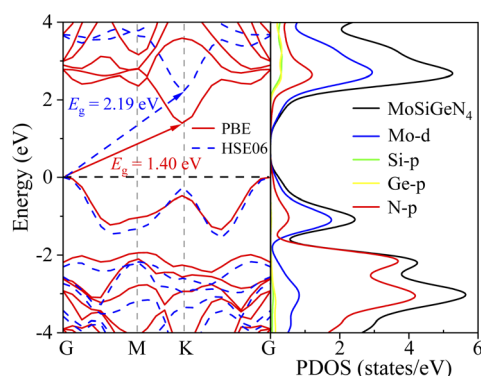 4
2
0
-2
-4
Energy (eV)
E_g = 2.19 eV
PBE
HSE06
E_g = 1.40 eV
MoSiGeN₄
Mo-d
Si-p
Ge-p
N-p
G M K G 2 4 6
PDOS (states/eV)